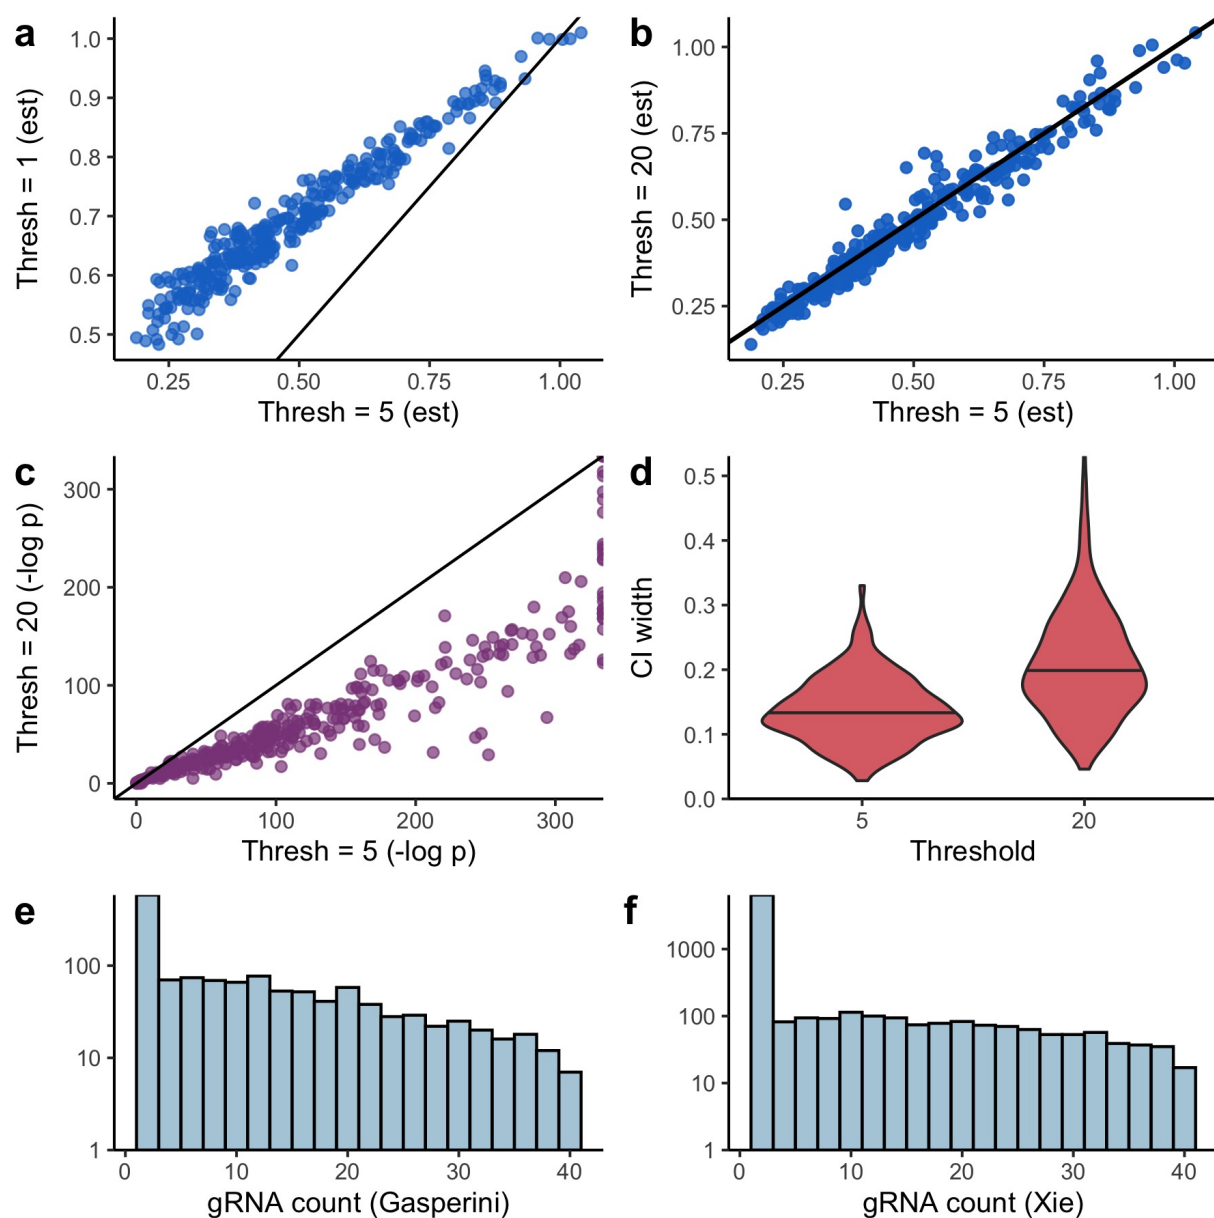 a
Thresh = 1 (est)
1.0
0.9
0.8
0.7
0.6
0.5
0.25 0.50 0.75 1.00
Thresh = 5 (est)
b
Thresh = 20 (est)
1.00
0.75
0.50
0.25
0.25 0.50 0.75 1.00
Thresh = 5 (est)
c
Thresh = 20 (-log p)
300
200
100
0
0 100 200 300
Thresh = 5 (-log p)
d
CI width
0.5
0.4
0.3
0.2
0.1
0.0
5 20
Threshold
e
100
10
1
0 10 20 30 40
gRNA count (Gasperini)
f
1000
100
10
1
0 10 20 30 40
gRNA count (Xie)